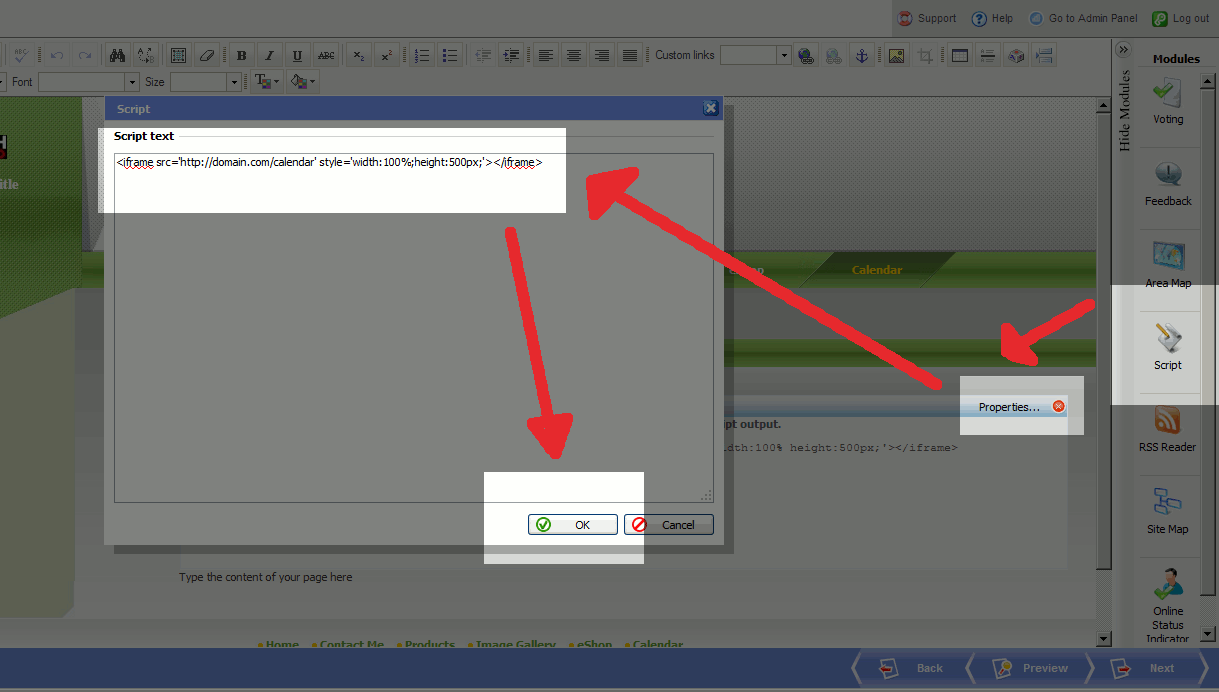 Support Help Go to Admin Panel Log out
ABC B I U ABC Custom links
Font Size T
Modules
Hide Modules
Voting
Feedback
Area Map
Script
RSS Reader
Site Map
Online
Status
Indicator
Script
Script text
<iframe src='http://domain.com/calendar' style='width:100%;height:500px;'></iframe>
Calendar
Properties...
output.
height:500px;'></iframe>
OK Cancel
Type the content of your page here
Home Contact Me Products Image Gallery eShop Calendar
Back Preview Next